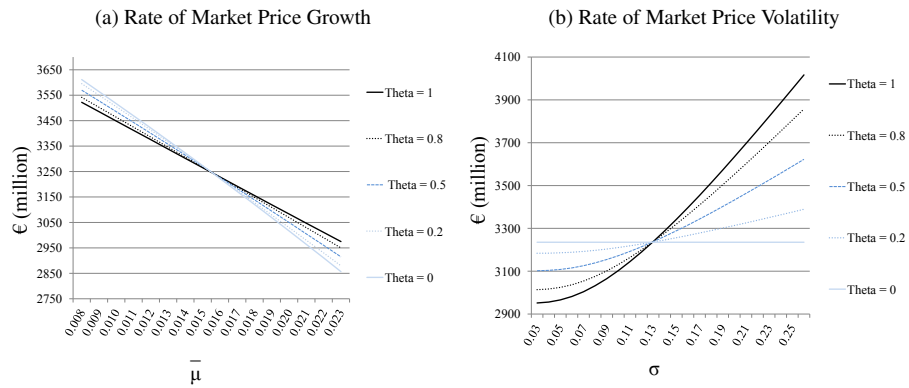 (a) Rate of Market Price Growth
€ (million)
3650
3550
3450
3350
3250
3150
3050
2950
2850
2750
0.008
0.009
0.010
0.011
0.012
0.013
0.014
0.015
0.016
0.017
0.018
0.019
0.020
0.021
0.022
0.023
μ̅
Theta = 1
Theta = 0.8
Theta = 0.5
Theta = 0.2
Theta = 0
(b) Rate of Market Price Volatility
€ (million)
4100
3900
3700
3500
3300
3100
2900
0.03
0.05
0.07
0.09
0.11
0.13
0.15
0.17
0.19
0.21
0.23
0.25
σ
Theta = 1
Theta = 0.8
Theta = 0.5
Theta = 0.2
Theta = 0